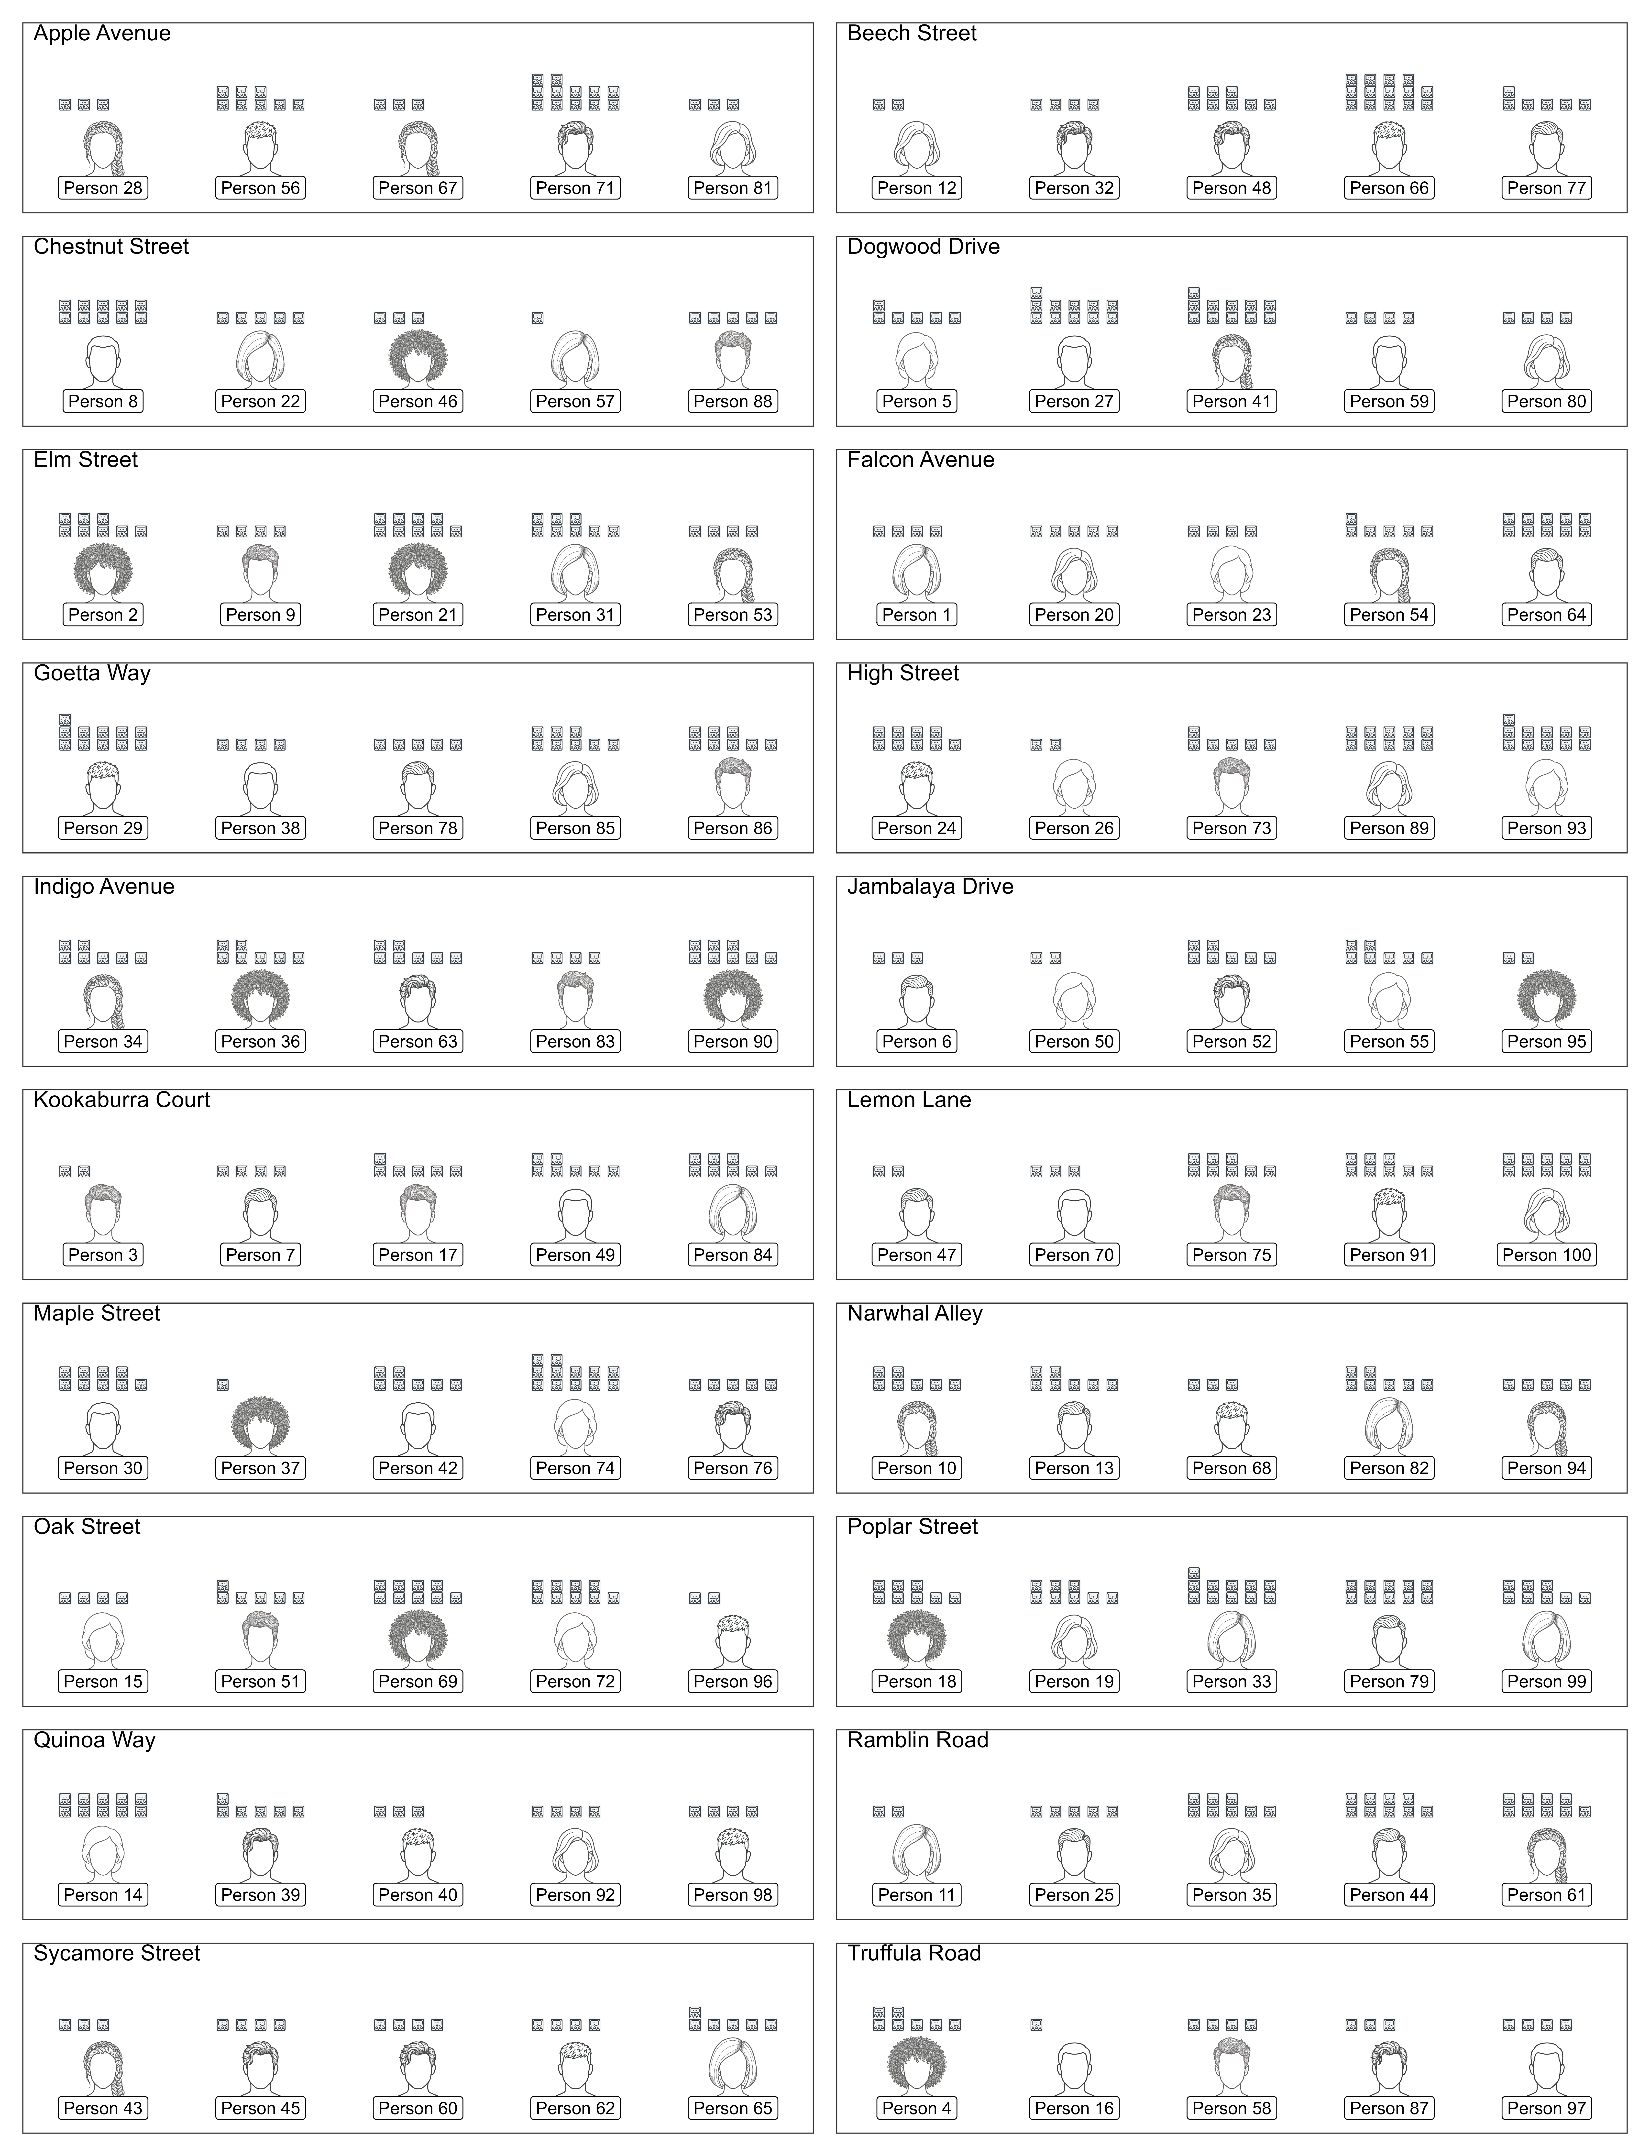 Apple Avenue
Person 28 Person 56 Person 67 Person 71 Person 81
Beech Street
Person 12 Person 32 Person 48 Person 66 Person 77
Chestnut Street
Person 8 Person 22 Person 46 Person 57 Person 88
Dogwood Drive
Person 5 Person 27 Person 41 Person 59 Person 80
Elm Street
Person 2 Person 9 Person 21 Person 31 Person 53
Falcon Avenue
Person 1 Person 20 Person 23 Person 54 Person 64
Goetta Way
Person 29 Person 38 Person 78 Person 85 Person 86
High Street
Person 24 Person 26 Person 73 Person 89 Person 93
Indigo Avenue
Person 34 Person 36 Person 63 Person 83 Person 90
Jambalaya Drive
Person 6 Person 50 Person 52 Person 55 Person 95
Kookaburra Court
Person 3 Person 7 Person 17 Person 49 Person 84
Lemon Lane
Person 47 Person 70 Person 75 Person 91 Person 100
Maple Street
Person 30 Person 37 Person 42 Person 74 Person 76
Narwhal Alley
Person 10 Person 13 Person 68 Person 82 Person 94
Oak Street
Person 15 Person 51 Person 69 Person 72 Person 96
Poplar Street
Person 18 Person 19 Person 33 Person 79 Person 99
Quinoa Way
Person 14 Person 39 Person 40 Person 92 Person 98
Ramblin Road
Person 11 Person 25 Person 35 Person 44 Person 61
Sycamore Street
Person 43 Person 45 Person 60 Person 62 Person 65
Truffula Road
Person 4 Person 16 Person 58 Person 87 Person 97